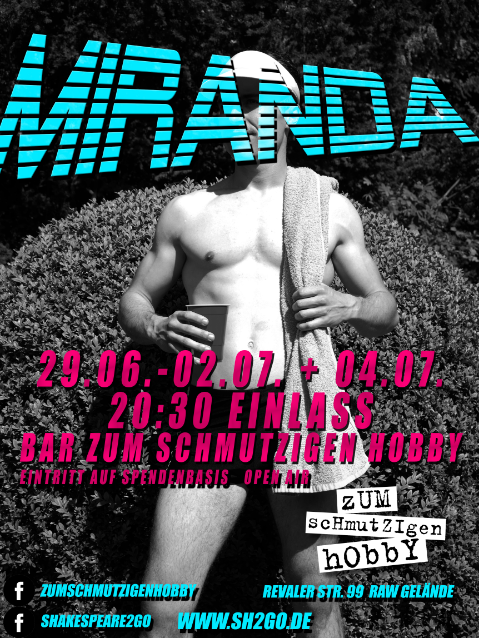 MIRANDA
29.06.-02.07. + 04.07.
20:30 EINLASS
BAR ZUM SCHMUTZIGEN HOBBY
EINTRITT AUF SPENDENBASIS OPEN AIR
zUM
scHmutZIgen
hObbY
f ZUMSCHMUTZIGENHOBBY REVALER STR. 99 RAW GELÄNDE
f SHAKESPEARE2GO WWW.SH2GO.DE